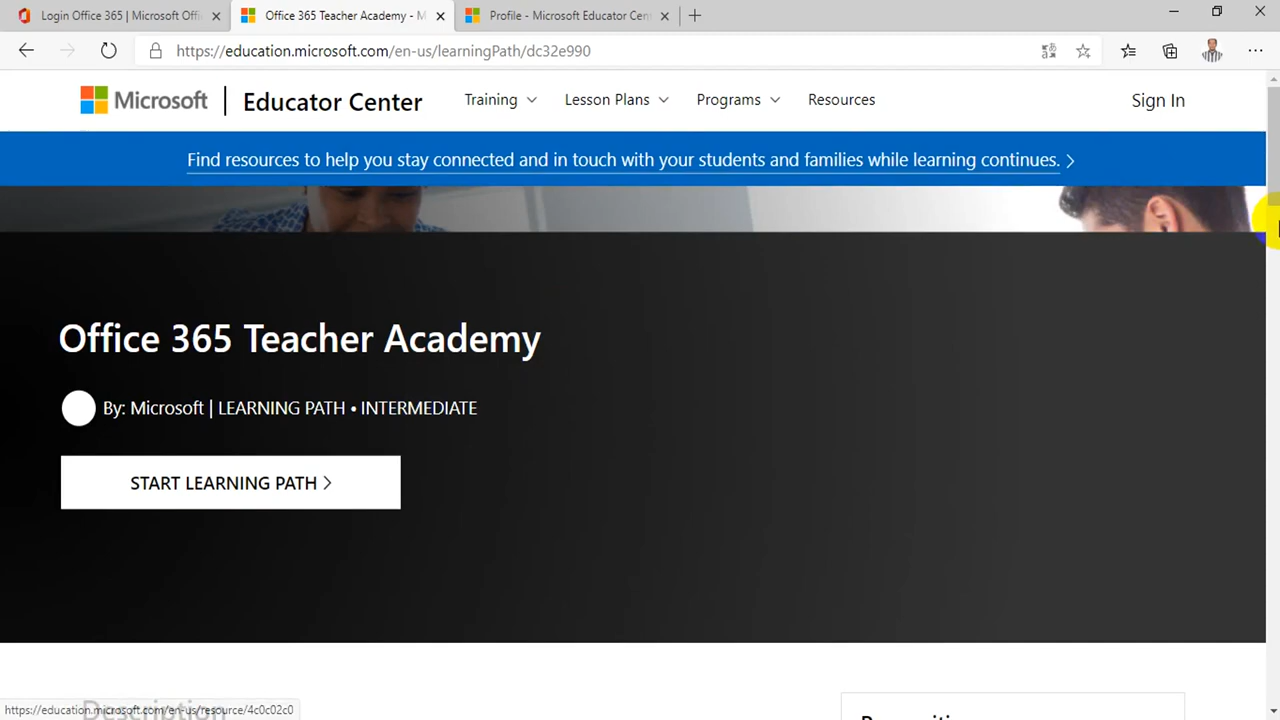 Login Office 365 | Microsoft Offi
Office 365 Teacher Academy - M
Profile - Microsoft Educator Cent
https://education.microsoft.com/en-us/learningPath/dc32e990
Microsoft
Educator Center
Training
Lesson Plans
Programs
Resources
Sign In
Find resources to help you stay connected and in touch with your students and families while learning continues.
Office 365 Teacher Academy
By: Microsoft | LEARNING PATH • INTERMEDIATE
START LEARNING PATH
Description
https://education.microsoft.com/en-us/resource/4c0c02c0